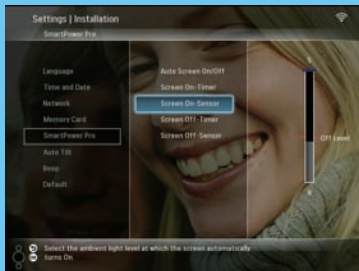 Settings | Installation
SmartPower Pro
Language
Time and Date
Network
Memory Card
SmartPower Pro
Auto Tilt
Beep
Default
Auto Screen On/Off
Screen On-Timer
Screen On-Sensor
Screen Off-Timer
Screen Off-Sensor
Off Level
Select the ambient light level at which the screen automatically
turns On